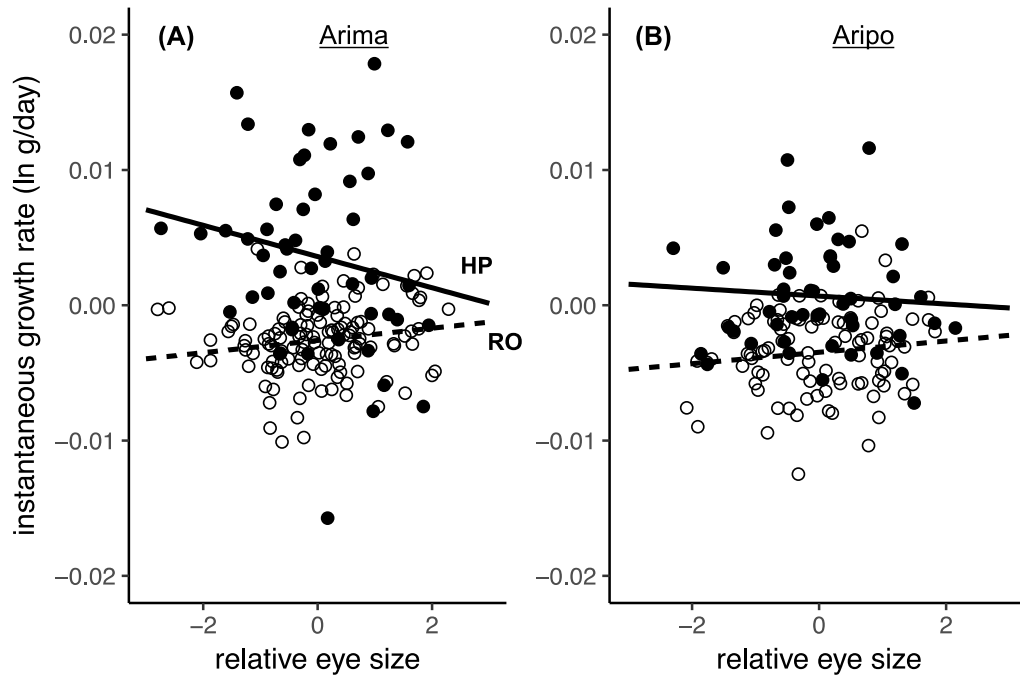 (A) Arima
(B) Aripo
instantaneous growth rate (ln g/day)
0.02
0.01
0.00
−0.01
−0.02
HP
RO
−2 0 2
relative eye size
0.02
0.01
0.00
−0.01
−0.02
−2 0 2
relative eye size